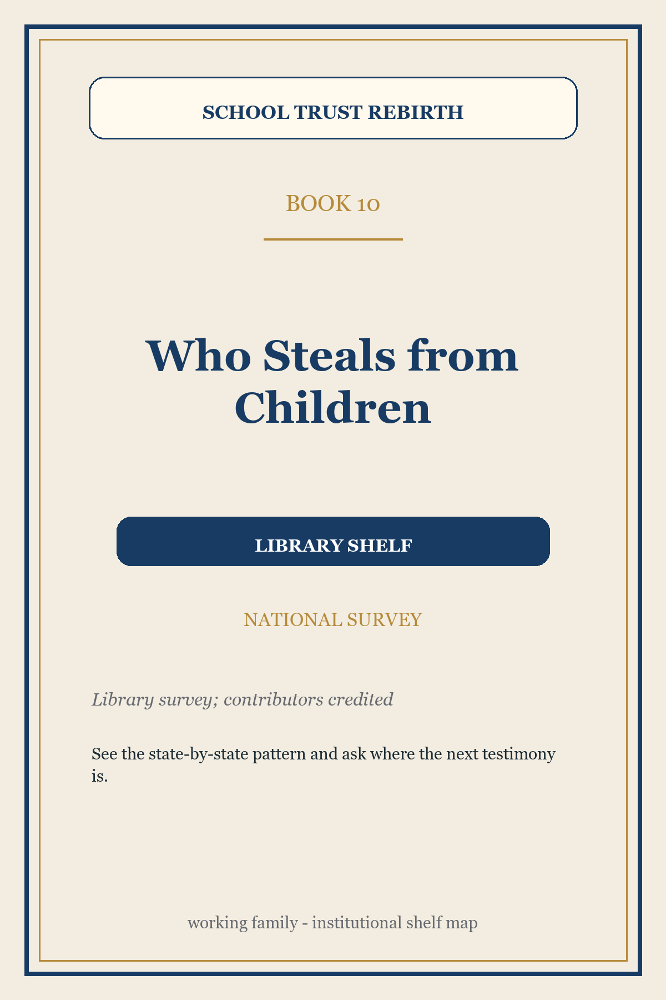 SCHOOL TRUST REBIRTH
BOOK 10
Who Steals from
Children
LIBRARY SHELF
NATIONAL SURVEY
Library survey; contributors credited
See the state-by-state pattern and ask where the next testimony
is.
working family - institutional shelf map